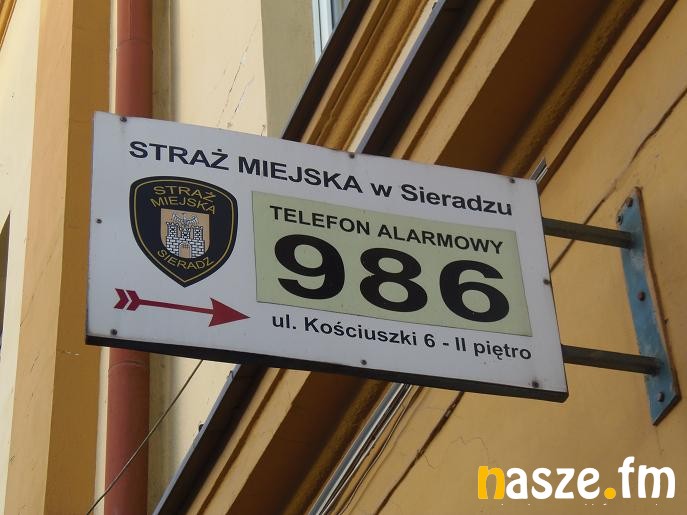 STRAŻ MIEJSKA w Sieradzu
STRAŻ
MIEJSKA
SIERADZ
TELEFON ALARMOWY
986
ul. Kościuszki 6 - II piętro
nasze.fm